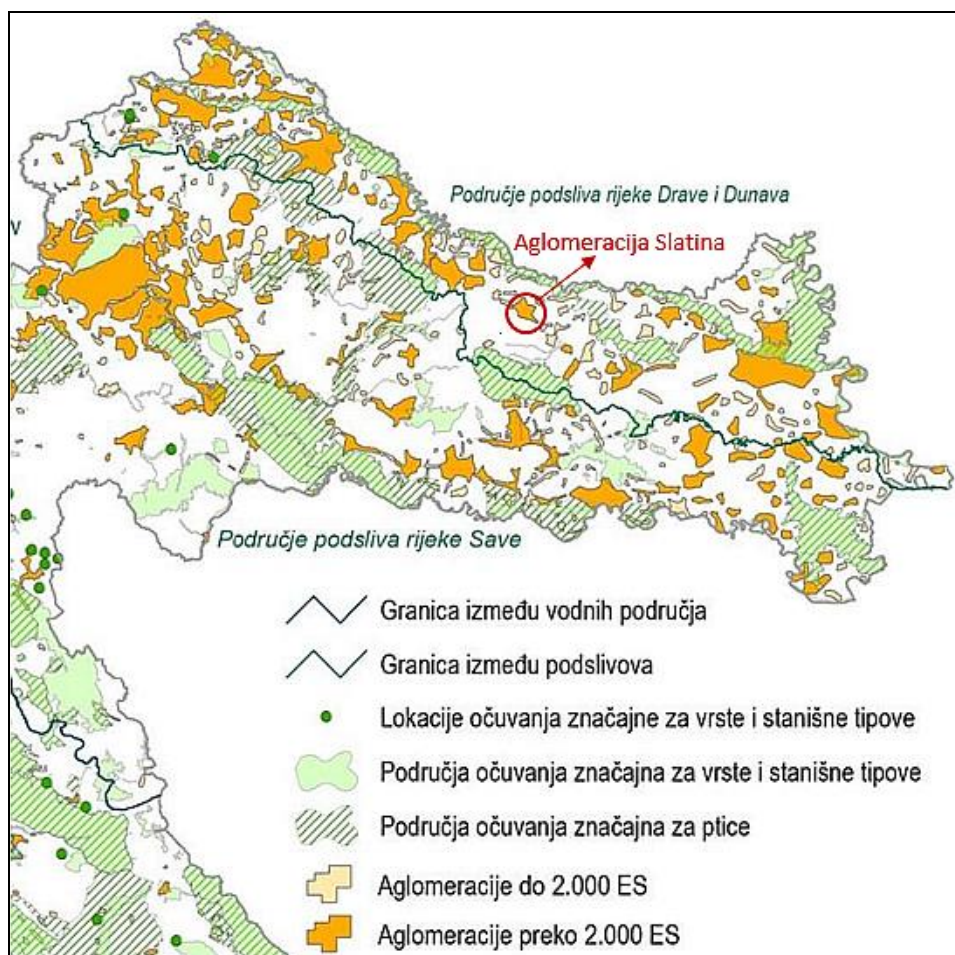 Područje podsliva rijeke Drave i Dunava
Aglomeracija Slatina
Područje podsliva rijeke Save
Granica između vodnih područja
Granica između podslivova
Lokacije očuvanja značajne za vrste i stanišne tipove
Područja očuvanja značajna za vrste i stanišne tipove
Područja očuvanja značajna za ptice
Aglomeracije do 2.000 ES
Aglomeracije preko 2.000 ES